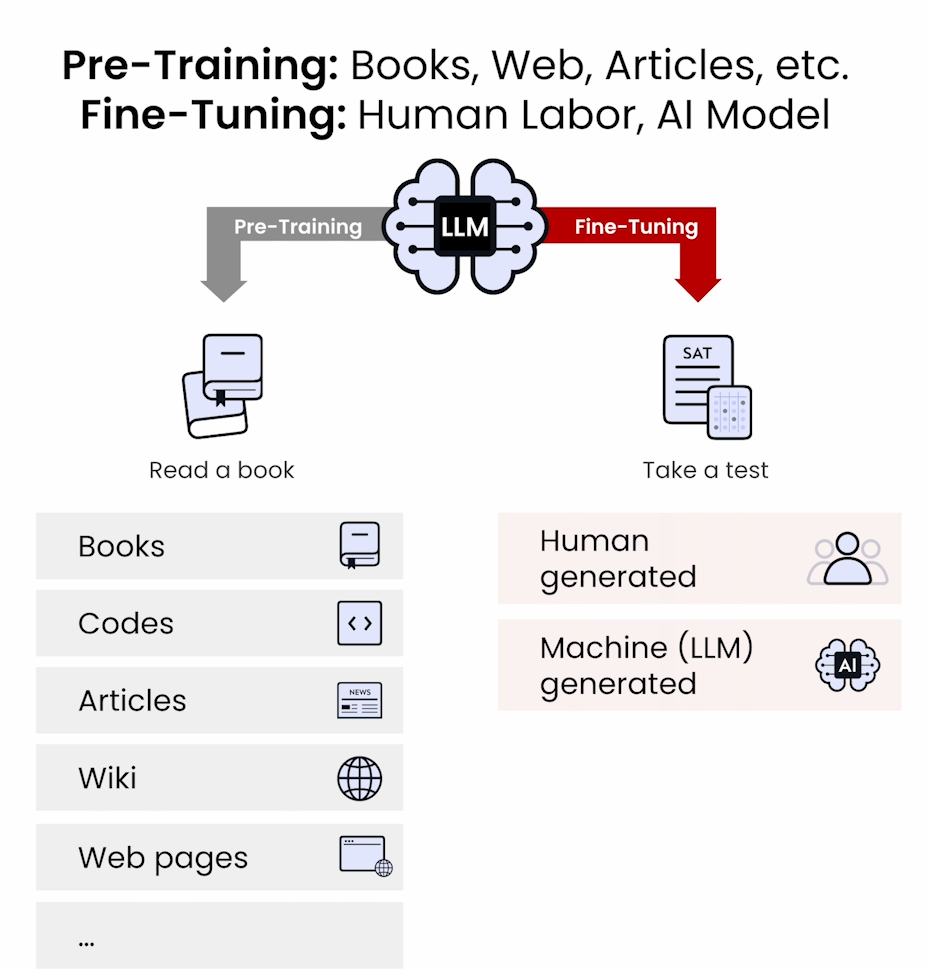 Pre-Training: Books, Web, Articles, etc.
Fine-Tuning: Human Labor, AI Model
Pre-Training
LLM
Fine-Tuning
SAT
Read a book
Take a test
Books
Codes
Articles
NEWS
Wiki
Web pages
...
Human
generated
Machine (LLM)
generated
AI